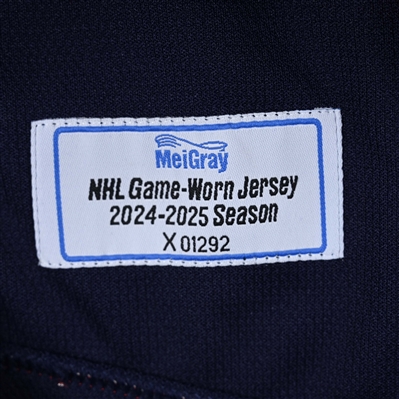 MeiGray
NHL Game-Worn Jersey
2024-2025 Season
X 01292